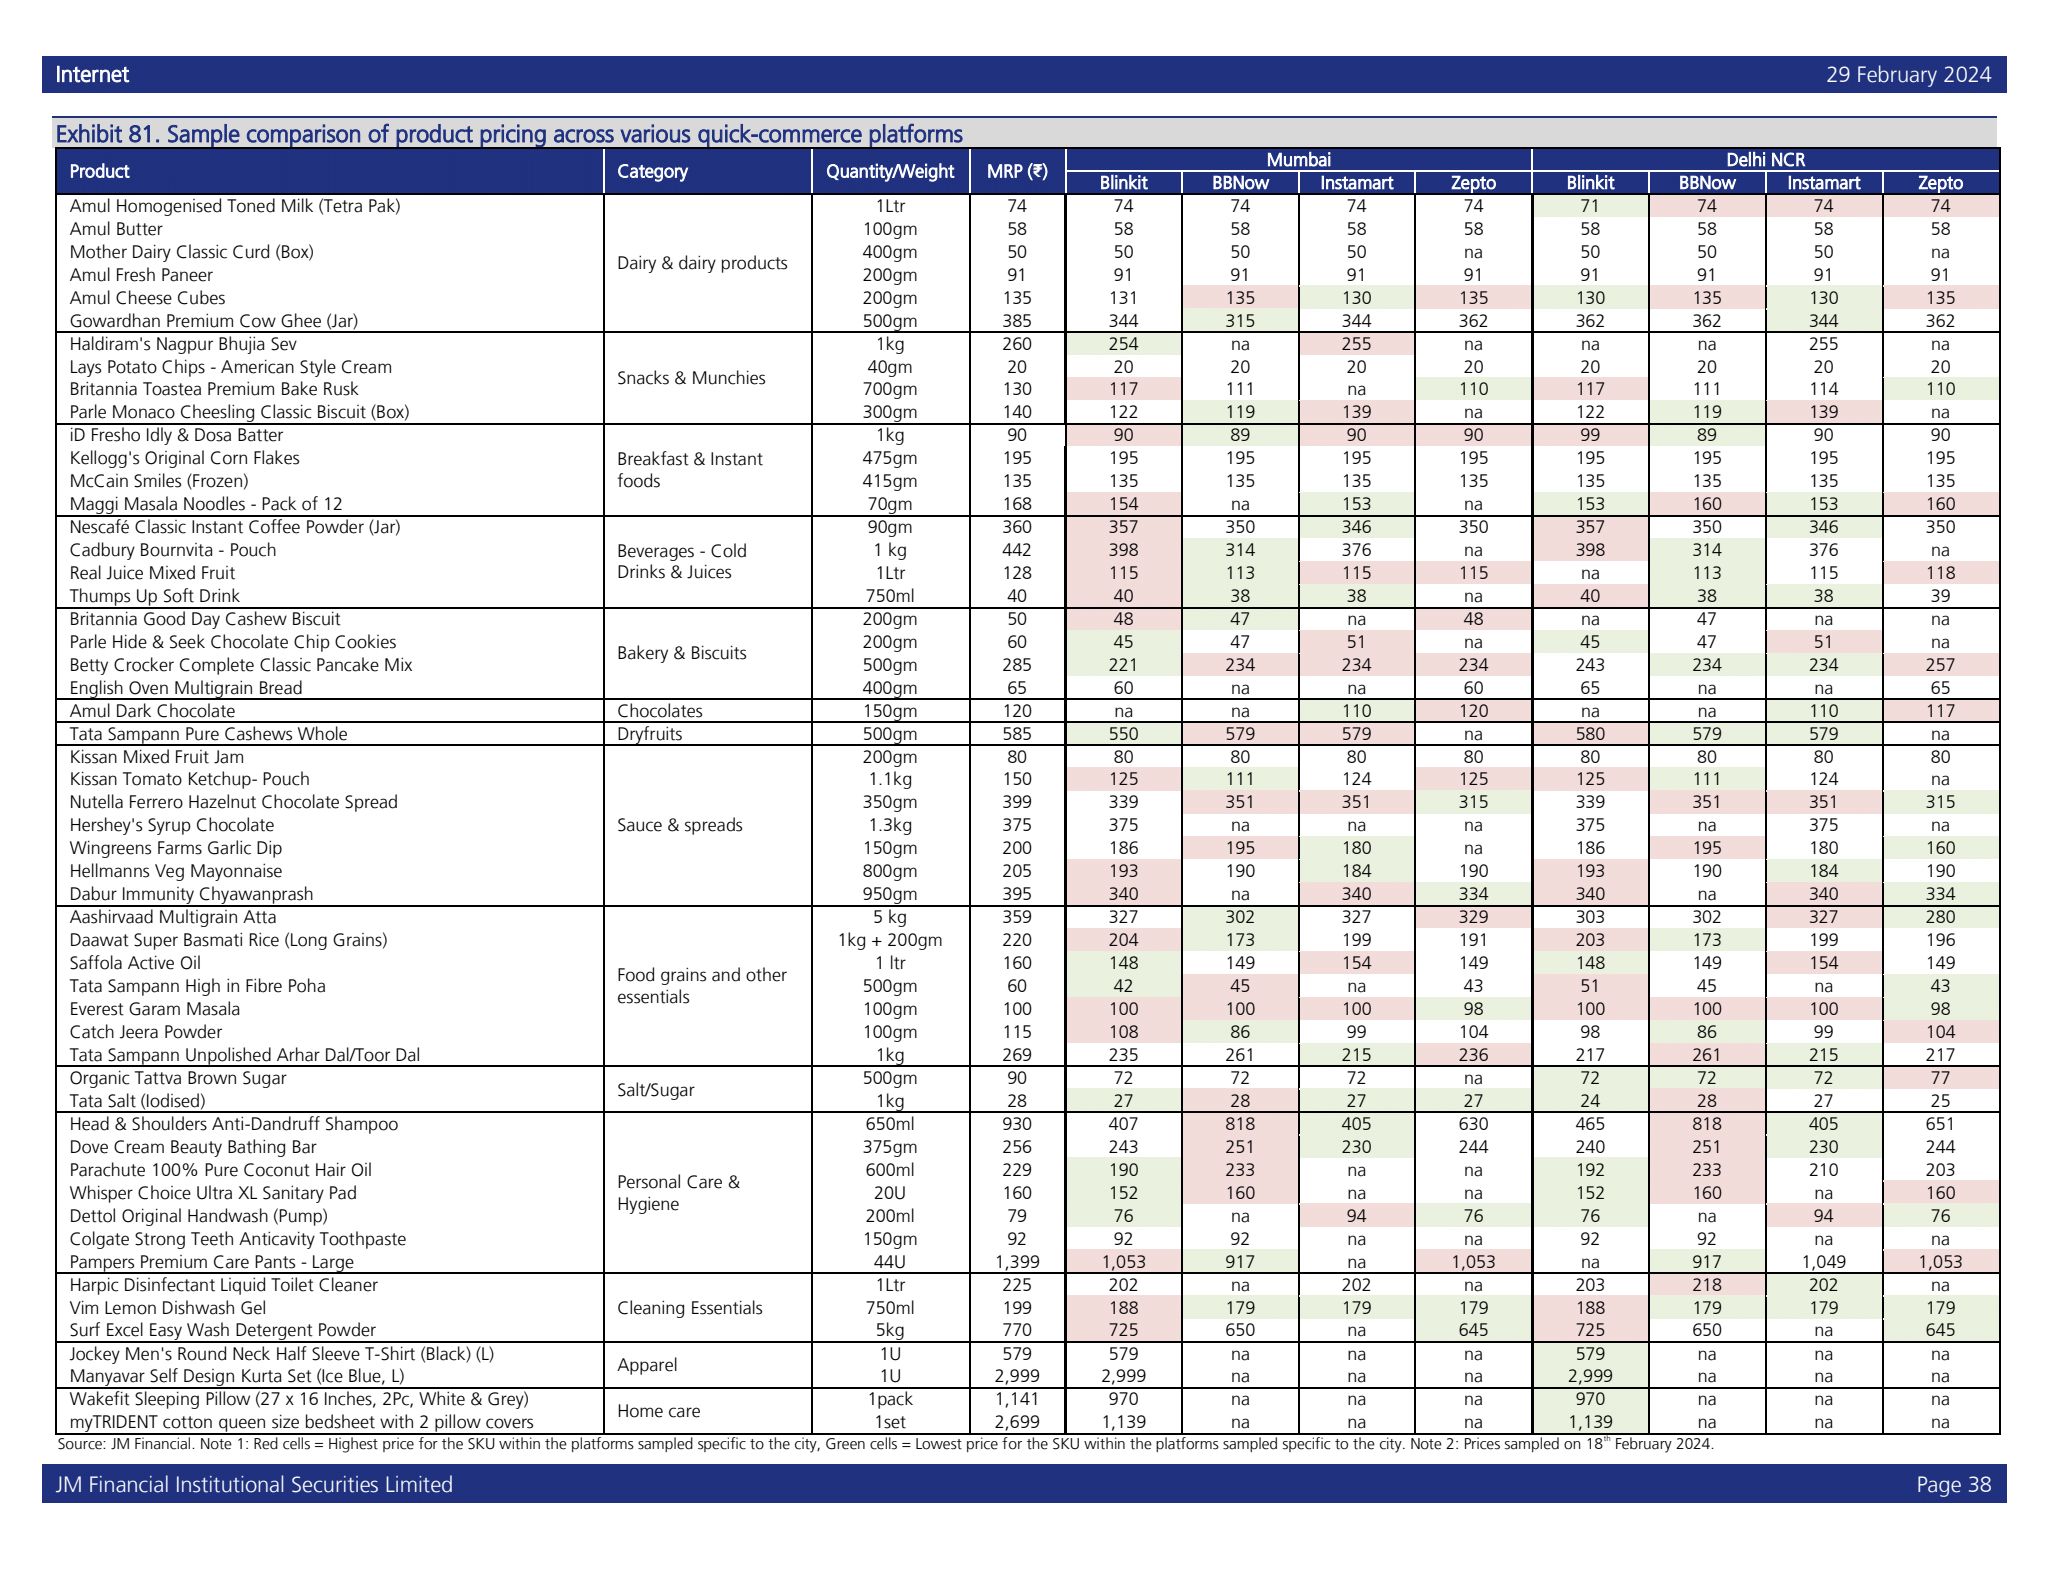 Internet 29 February 2024
Exhibit 81. Sample comparison of product pricing across various quick-commerce platforms
Product Category Quantity/Weight MRP (₹) Mumbai Delhi NCR
Blinkit BBNow Instamart Zepto Blinkit BBNow Instamart Zepto
Amul Homogenised Toned Milk (Tetra Pak) 1Ltr 74 74 74 74 74 71 74 74 74
Amul Butter 100gm 58 58 58 58 58 58 58 58 58
Mother Dairy Classic Curd (Box) 400gm 50 50 50 50 na 50 50 50 na
Dairy & dairy products
Amul Fresh Paneer 200gm 91 91 91 91 91 91 91 91 91
Amul Cheese Cubes 200gm 135 131 135 130 135 130 135 130 135
Gowardhan Premium Cow Ghee (Jar) 500gm 385 344 315 344 362 362 362 344 362
Haldiram's Nagpur Bhujia Sev 1kg 260 254 na 255 na na na 255 na
Lays Potato Chips - American Style Cream 40gm 20 20 20 20 20 20 20 20 20
Snacks & Munchies
Britannia Toastea Premium Bake Rusk 700gm 130 117 111 na 110 117 111 114 110
Parle Monaco Cheesling Classic Biscuit (Box) 300gm 140 122 119 139 na 122 119 139 na
iD Fresho Idly & Dosa Batter 1kg 90 90 89 90 90 99 89 90 90
Kellogg's Original Corn Flakes Breakfast & Instant 475gm 195 195 195 195 195 195 195 195 195
McCain Smiles (Frozen) foods 415gm 135 135 135 135 135 135 135 135 135
Maggi Masala Noodles - Pack of 12 70gm 168 154 na 153 na 153 160 153 160
Nescafé Classic Instant Coffee Powder (Jar) 90gm 360 357 350 346 350 357 350 346 350
Cadbury Bournvita - Pouch Beverages - Cold 1 kg 442 398 314 376 na 398 314 376 na
Real Juice Mixed Fruit Drinks & Juices 1Ltr 128 115 113 115 115 na 113 115 118
Thumps Up Soft Drink 750ml 40 40 38 38 na 40 38 38 39
Britannia Good Day Cashew Biscuit 200gm 50 48 47 na 48 na 47 na na
Parle Hide & Seek Chocolate Chip Cookies 200gm 60 45 47 51 na 45 47 51 na
Bakery & Biscuits
Betty Crocker Complete Classic Pancake Mix 500gm 285 221 234 234 234 243 234 234 257
English Oven Multigrain Bread 400gm 65 60 na na 60 65 na na 65
Amul Dark Chocolate Chocolates 150gm 120 na na 110 120 na na 110 117
Tata Sampann Pure Cashews Whole Dryfruits 500gm 585 550 579 579 na 580 579 579 na
Kissan Mixed Fruit Jam 200gm 80 80 80 80 80 80 80 80 80
Kissan Tomato Ketchup- Pouch 1.1kg 150 125 111 124 125 125 111 124 na
Nutella Ferrero Hazelnut Chocolate Spread 350gm 399 339 351 351 315 339 351 351 315
Hershey's Syrup Chocolate Sauce & spreads 1.3kg 375 375 na na na 375 na 375 na
Wingreens Farms Garlic Dip 150gm 200 186 195 180 na 186 195 180 160
Hellmanns Veg Mayonnaise 800gm 205 193 190 184 190 193 190 184 190
Dabur Immunity Chyawanprash 950gm 395 340 na 340 334 340 na 340 334
Aashirvaad Multigrain Atta 5 kg 359 327 302 327 329 303 302 327 280
Daawat Super Basmati Rice (Long Grains) 1kg + 200gm 220 204 173 199 191 203 173 199 196
Saffola Active Oil 1 ltr 160 148 149 154 149 148 149 154 149
Food grains and other
Tata Sampann High in Fibre Poha 500gm 60 42 45 na 43 51 45 na 43
essentials
Everest Garam Masala 100gm 100 100 100 100 98 100 100 100 98
Catch Jeera Powder 100gm 115 108 86 99 104 98 86 99 104
Tata Sampann Unpolished Arhar Dal/Toor Dal 1kg 269 235 261 215 236 217 261 215 217
Organic Tattva Brown Sugar 500gm 90 72 72 72 na 72 72 72 77
Salt/Sugar
Tata Salt (Iodised) 1kg 28 27 28 27 27 24 28 27 25
Head & Shoulders Anti-Dandruff Shampoo 650ml 930 407 818 405 630 465 818 405 651
Dove Cream Beauty Bathing Bar 375gm 256 243 251 230 244 240 251 230 244
Parachute 100% Pure Coconut Hair Oil 600ml 229 190 233 na na 192 233 210 203
Personal Care &
Whisper Choice Ultra XL Sanitary Pad 20U 160 152 160 na na 152 160 na 160
Hygiene
Dettol Original Handwash (Pump) 200ml 79 76 na 94 76 76 na 94 76
Colgate Strong Teeth Anticavity Toothpaste 150gm 92 92 92 na na 92 92 na na
Pampers Premium Care Pants - Large 44U 1,399 1,053 917 na 1,053 na 917 1,049 1,053
Harpic Disinfectant Liquid Toilet Cleaner 1Ltr 225 202 na 202 na 203 218 202 na
Vim Lemon Dishwash Gel Cleaning Essentials 750ml 199 188 179 179 179 188 179 179 179
Surf Excel Easy Wash Detergent Powder 5kg 770 725 650 na 645 725 650 na 645
Jockey Men's Round Neck Half Sleeve T-Shirt (Black) (L) 1U 579 579 na na na 579 na na na
Apparel
Manyavar Self Design Kurta Set (Ice Blue, L) 1U 2,999 2,999 na na na 2,999 na na na
Wakefit Sleeping Pillow (27 x 16 Inches, 2Pc, White & Grey) 1pack 1,141 970 na na na 970 na na na
Home care
myTRIDENT cotton queen size bedsheet with 2 pillow covers 1set 2,699 1,139 na na na 1,139 na na na
Source: JM Financial. Note 1: Red cells = Highest price for the SKU within the platforms sampled specific to the city, Green cells = Lowest price for the SKU within the platforms sampled specific to the city. Note 2: Prices sampled on 18th February 2024.
JM Financial Institutional Securities Limited Page 38